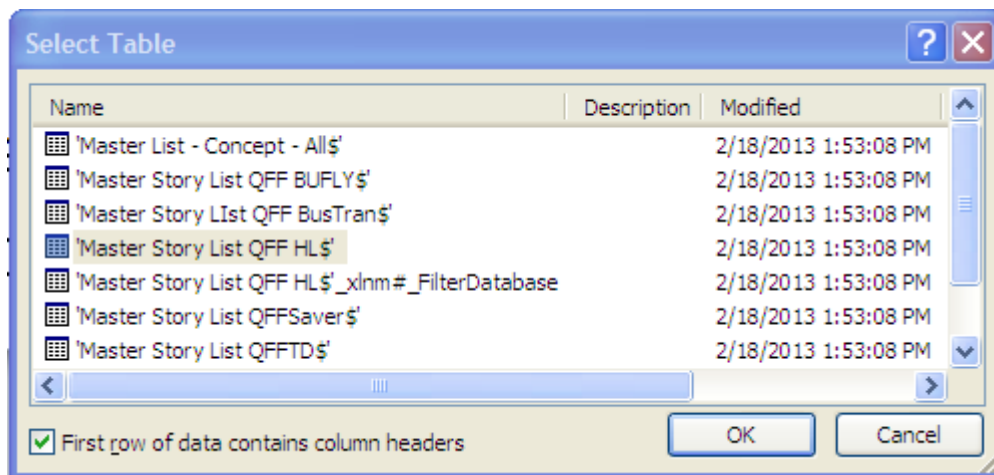 Select Table
Name Description Modified
'Master List - Concept - All$' 2/18/2013 1:53:08 PM
'Master Story List QFF BUFLY$' 2/18/2013 1:53:08 PM
'Master Story LIst QFF BusTran$' 2/18/2013 1:53:08 PM
'Master Story List QFF HL$' 2/18/2013 1:53:08 PM
'Master Story List QFF HL$'_xlnm#_FilterDatabase 2/18/2013 1:53:08 PM
'Master Story List QFFSaver$' 2/18/2013 1:53:08 PM
'Master Story List QFFTD$' 2/18/2013 1:53:08 PM
First row of data contains column headers OK Cancel